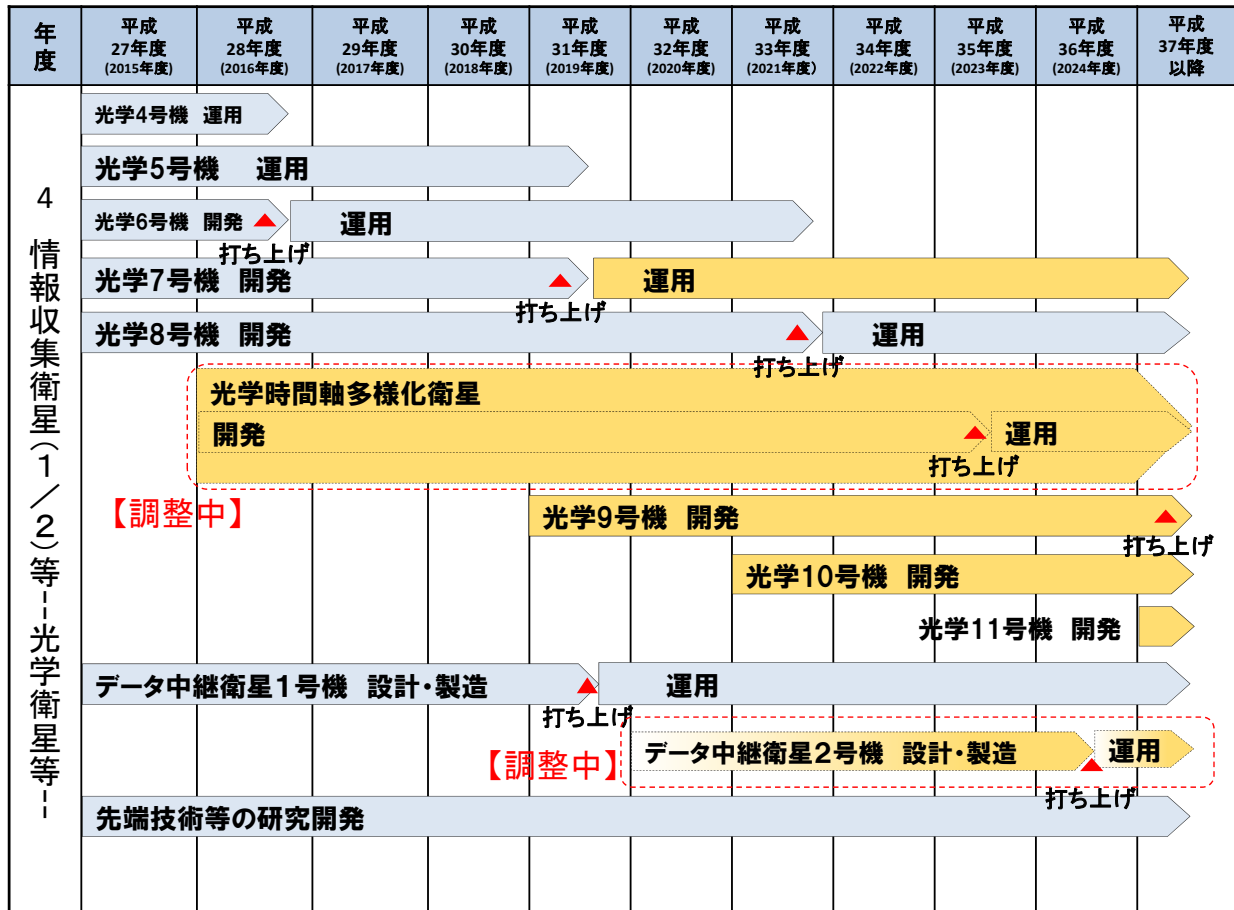 年度
平成
27年度
(2015年度)
平成
28年度
(2016年度)
平成
29年度
(2017年度)
平成
30年度
(2018年度)
平成
31年度
(2019年度)
平成
32年度
(2020年度)
平成
33年度
(2021年度)
平成
34年度
(2022年度)
平成
35年度
(2023年度)
平成
36年度
(2024年度)
平成
37年度
以降
4 情報収集衛星(1/2)等--光学衛星等--
光学4号機 運用
光学5号機 運用
光学6号機 開発
打ち上げ
運用
光学7号機 開発
打ち上げ
運用
光学8号機 開発
打ち上げ
運用
光学時間軸多様化衛星
開発
打ち上げ
運用
【調整中】
光学9号機 開発
打ち上げ
光学10号機 開発
光学11号機 開発
データ中継衛星1号機 設計・製造
打ち上げ
運用
【調整中】
データ中継衛星2号機 設計・製造
打ち上げ
運用
先端技術等の研究開発